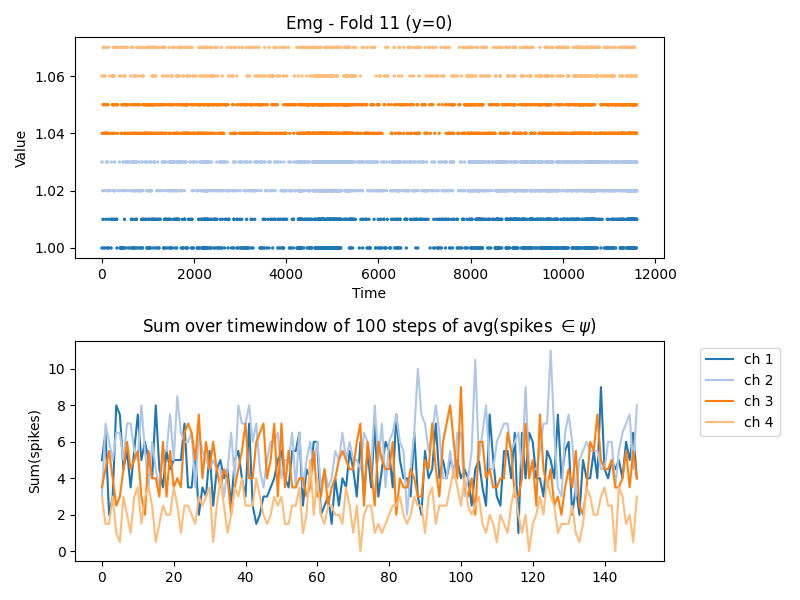 Emg - Fold 11 (y=0)
1.06
1.04
1.02
1.00
Value
0 2000 4000 6000 8000 10000 12000
Time
Sum over timewindow of 100 steps of avg(spikes ∈ψ)
10
8
6
4
2
0
Sum(spikes)
0 20 40 60 80 100 120 140
ch 1
ch 2
ch 3
ch 4